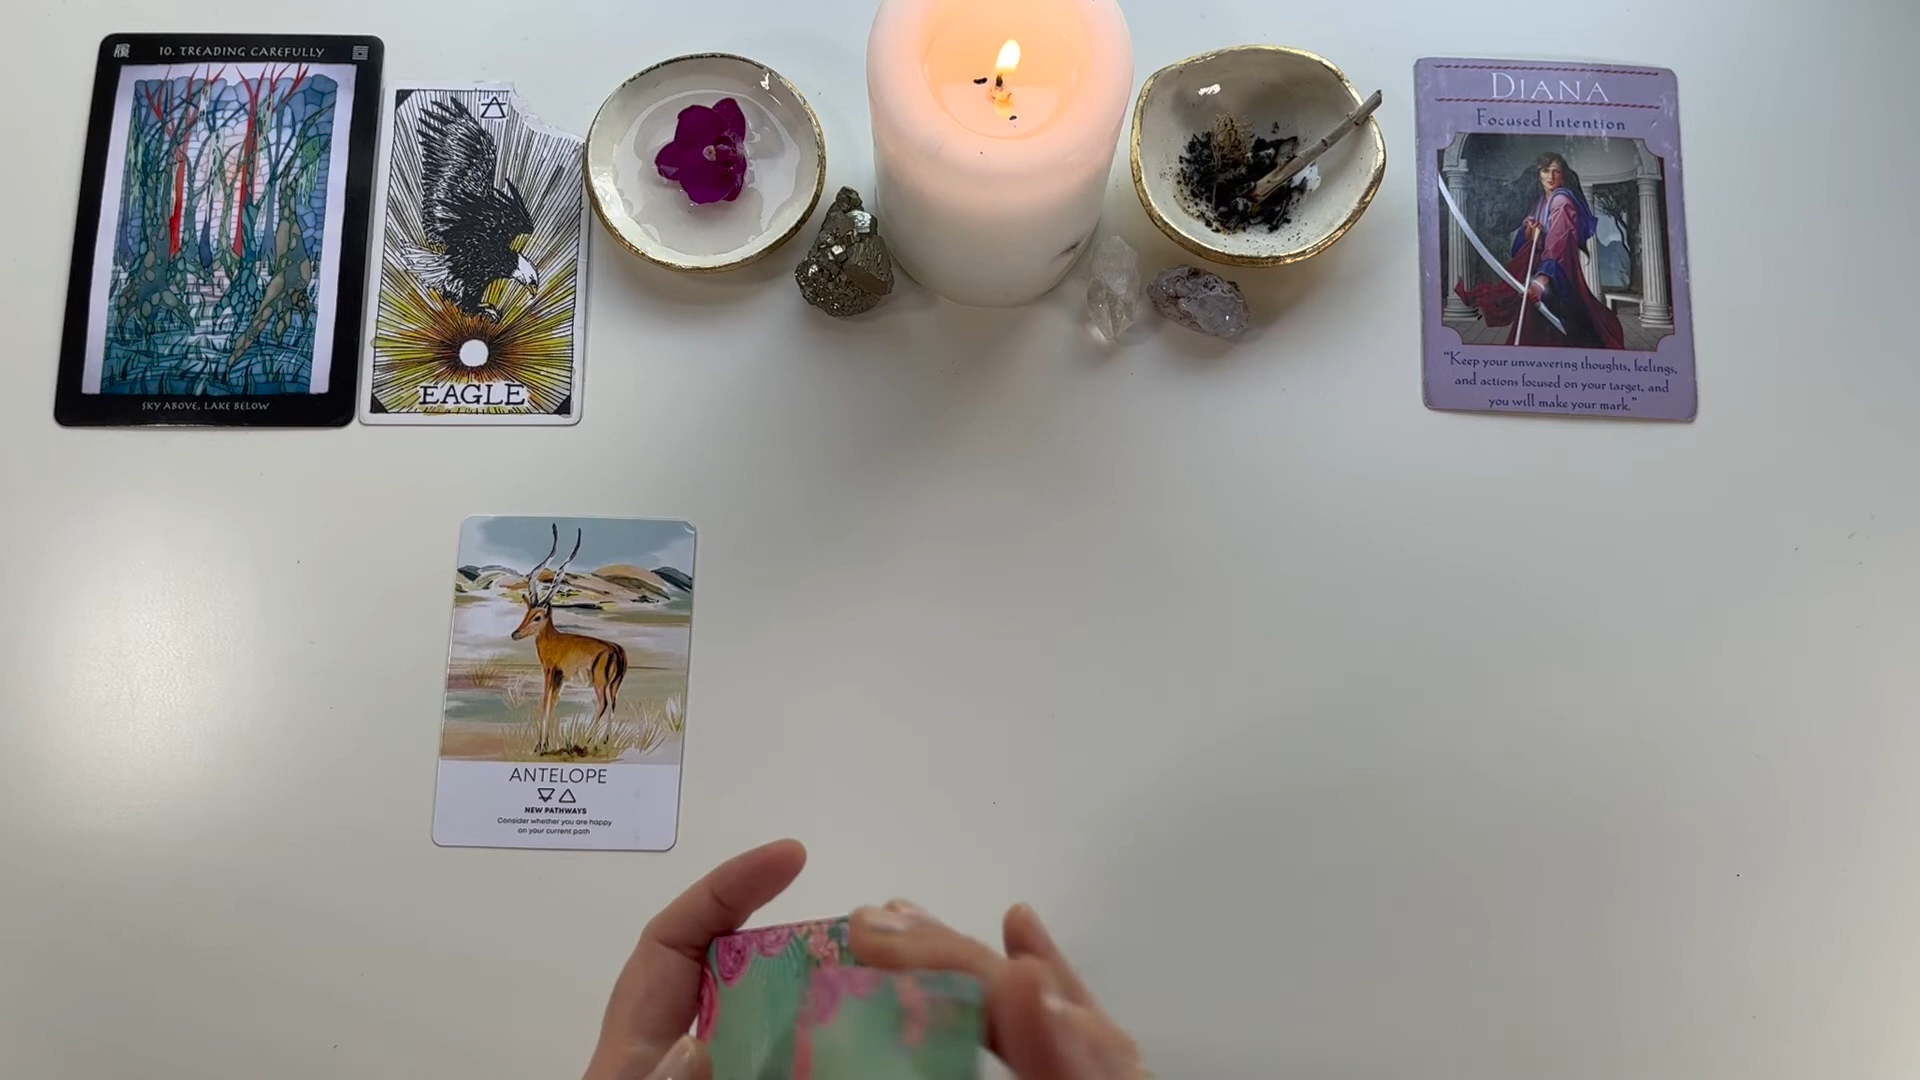 履 10. TREADING CAREFULLY
SKY ABOVE, LAKE BELOW
EAGLE
DIANA
Focused Intention
"Keep your unwavering thoughts, feelings,
and actions focused on your target, and
you will make your mark."
ANTELOPE
NEW PATHWAYS
Consider whether you are happy
on your current path